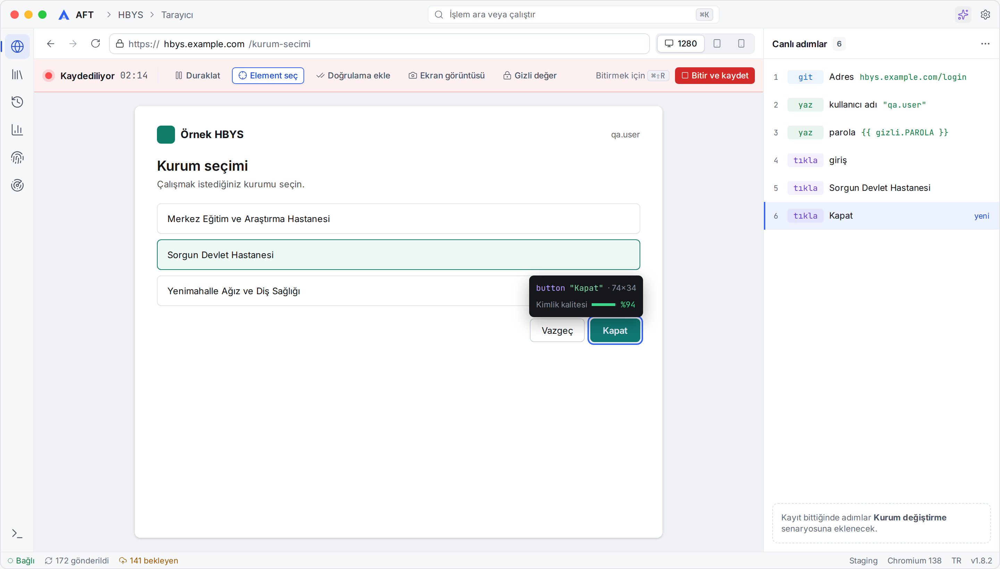 AFT > HBYS > Tarayıcı
İşlem ara veya çalıştır ⌘K
https:// hbys.example.com /kurum-secimi
1280
Kaydediliyor 02:14 Duraklat Element seç Doğrulama ekle Ekran görüntüsü Gizli değer Bitirmek için ⌘⇧R Bitir ve kaydet
Örnek HBYS
qa.user
Kurum seçimi
Çalışmak istediğiniz kurumu seçin.
Merkez Eğitim ve Araştırma Hastanesi
Sorgun Devlet Hastanesi
Yenimahalle Ağız ve Diş Sağlığı
button "Kapat" · 74×34
Kimlik kalitesi %94
Vazgeç Kapat
Canlı adımlar 6
1 git Adres hbys.example.com/login
2 yaz kullanıcı adı "qa.user"
3 yaz parola {{ gizli.PAROLA }}
4 tıkla giriş
5 tıkla Sorgun Devlet Hastanesi
6 tıkla Kapat yeni
Kayıt bittiğinde adımlar Kurum değiştirme
senaryosuna eklenecek.
Bağlı 172 gönderildi 141 bekleyen
Staging Chromium 138 TR v1.8.2